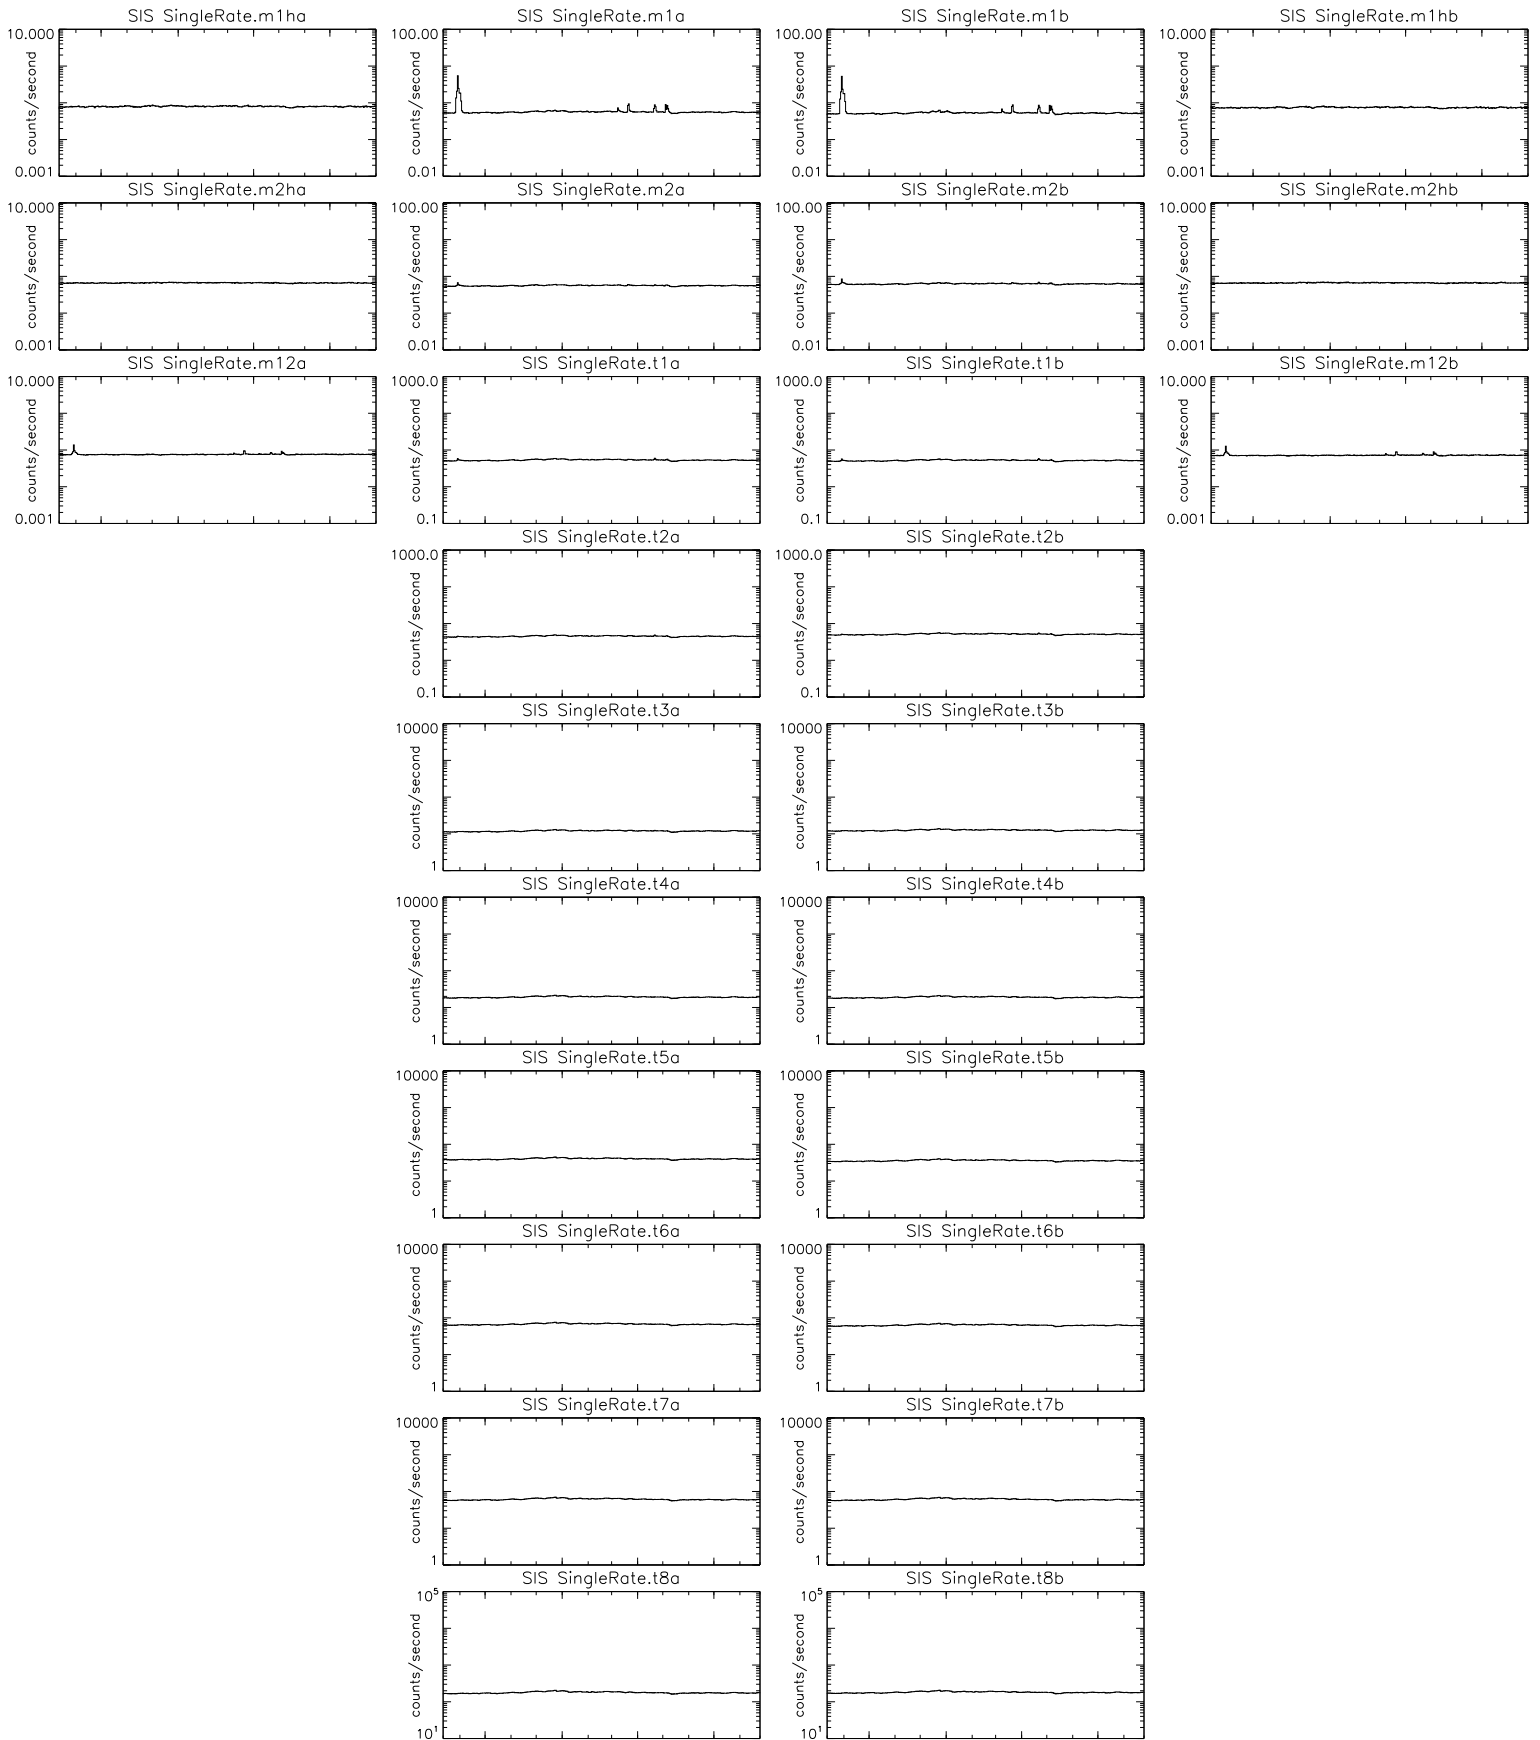 SIS SingleRate.m1ha
SIS SingleRate.m1a
SIS SingleRate.m1b
SIS SingleRate.m1hb
10.000
counts/second
0.001
100.00
counts/second
0.01
100.00
counts/second
0.01
10.000
counts/second
0.001
SIS SingleRate.m2ha
SIS SingleRate.m2a
SIS SingleRate.m2b
SIS SingleRate.m2hb
10.000
counts/second
0.001
100.00
counts/second
0.01
100.00
counts/second
0.01
10.000
counts/second
0.001
SIS SingleRate.m12a
SIS SingleRate.t1a
SIS SingleRate.t1b
SIS SingleRate.m12b
10.000
counts/second
0.001
1000.0
counts/second
0.1
1000.0
counts/second
0.1
10.000
counts/second
0.001
SIS SingleRate.t2a
SIS SingleRate.t2b
1000.0
counts/second
0.1
1000.0
counts/second
0.1
SIS SingleRate.t3a
SIS SingleRate.t3b
10000
counts/second
1
10000
counts/second
1
SIS SingleRate.t4a
SIS SingleRate.t4b
10000
counts/second
1
10000
counts/second
1
SIS SingleRate.t5a
SIS SingleRate.t5b
10000
counts/second
1
10000
counts/second
1
SIS SingleRate.t6a
SIS SingleRate.t6b
10000
counts/second
1
10000
counts/second
1
SIS SingleRate.t7a
SIS SingleRate.t7b
10000
counts/second
1
10000
counts/second
1
SIS SingleRate.t8a
SIS SingleRate.t8b
10⁵
counts/second
10¹
10⁵
counts/second
10¹